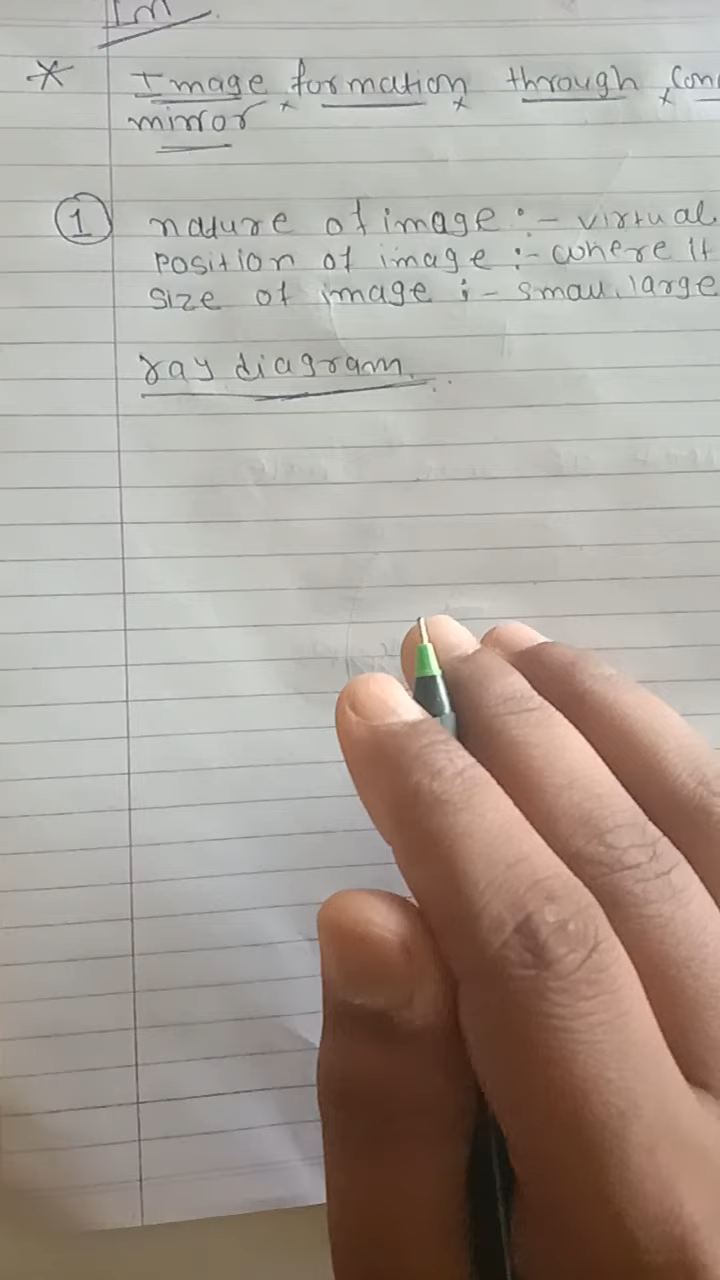 Im
* Image formation through con
mirror
1 nature of image :- virtual
position of image :- where it
size of image :- small, large
ray diagram